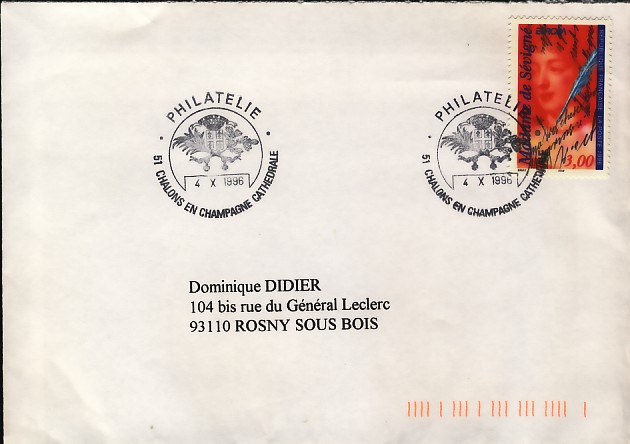 PHILATELIE
4 X 1996
51 CHALONS EN CHAMPAGNE CATHEDRALE
PHILATELIE
4 X 1996
51 CHALONS EN CHAMPAGNE CATHEDRALE
Madame de Sévigné
3,00
Dominique DIDIER
104 bis rue du Général Leclerc
93110 ROSNY SOUS BOIS